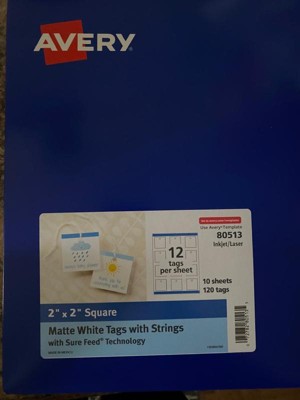 AVERY
Use Avery® Template
80513
Inkjet/Laser
12
tags
per sheet
10 sheets
120 tags
2" x 2" Square
Matte White Tags with Strings
with Sure Feed® Technology